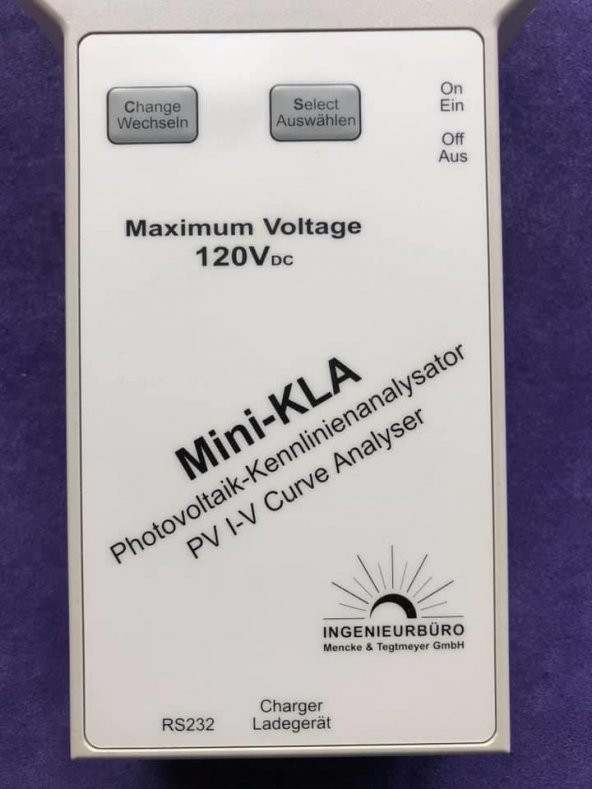 Change
Wechseln
Select
Auswählen
On
Ein
Off
Aus
Maximum Voltage
120VDC
Mini-KLA
Photovoltaik-Kennlinienanalysator
PV I-V Curve Analyser
INGENIEURBÜRO
Mencke & Tegtmeyer GmbH
RS232
Charger
Ladegerät